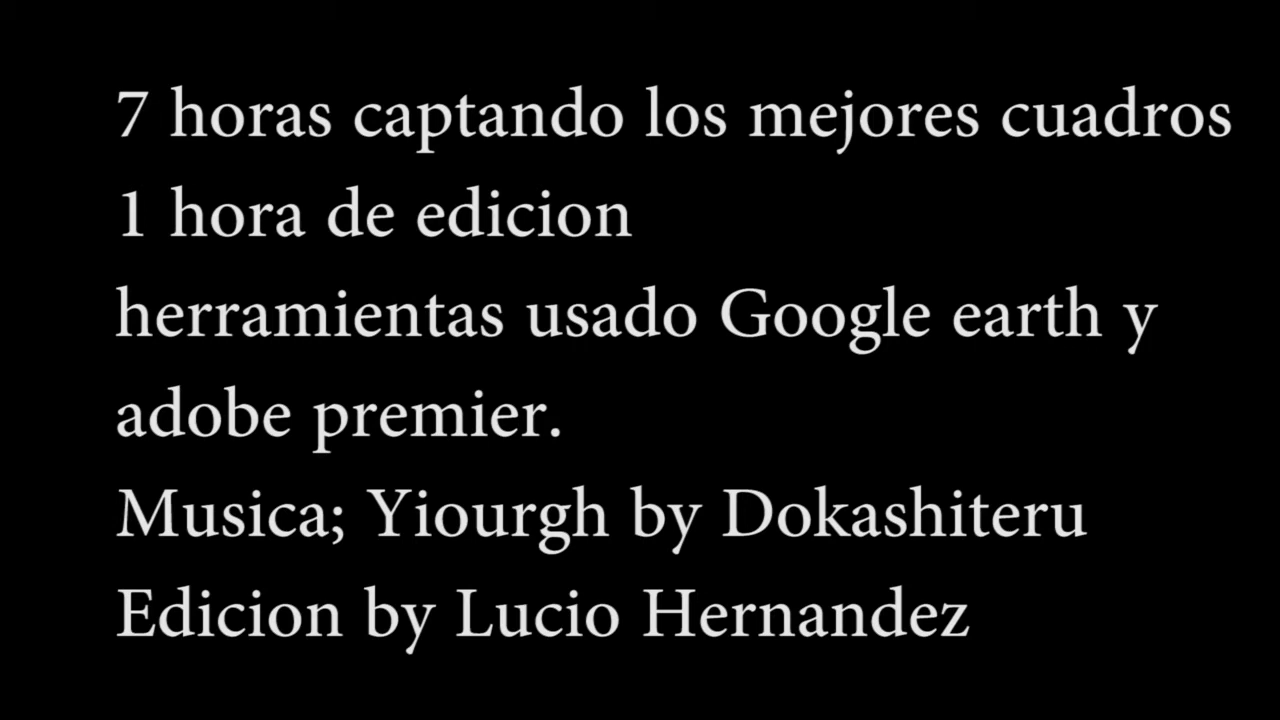 7 horas captando los mejores cuadros
1 hora de edicion
herramientas usado Google earth y
adobe premier.
Musica; Yiourgh by Dokashiteru
Edicion by Lucio Hernandez